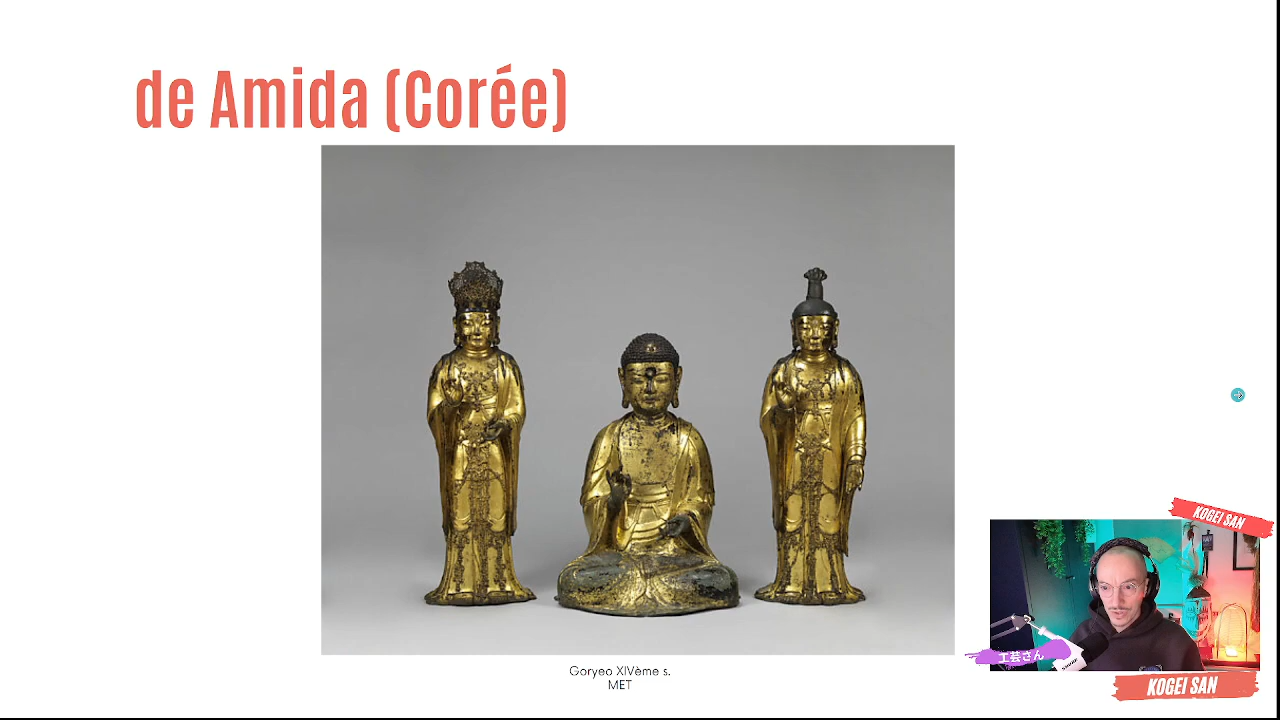 de Amida (Corée)
Goryeo XIVème s.
MET
KOGEI SAN
工芸さん
KOGEI SAN